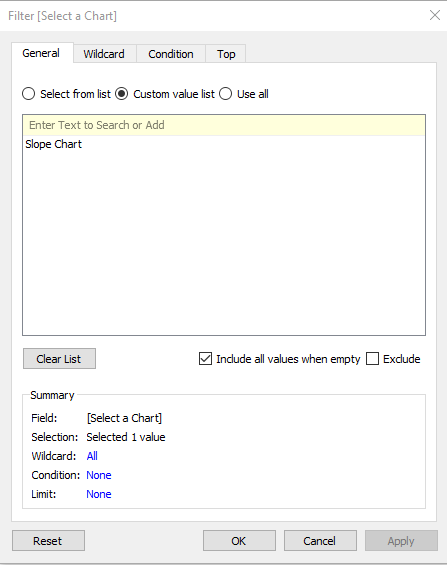 Filter [Select a Chart]
General Wildcard Condition Top
Select from list Custom value list Use all
Enter Text to Search or Add
Slope Chart
Clear List Include all values when empty Exclude
Summary
Field: [Select a Chart]
Selection: Selected 1 value
Wildcard: All
Condition: None
Limit: None
Reset OK Cancel Apply